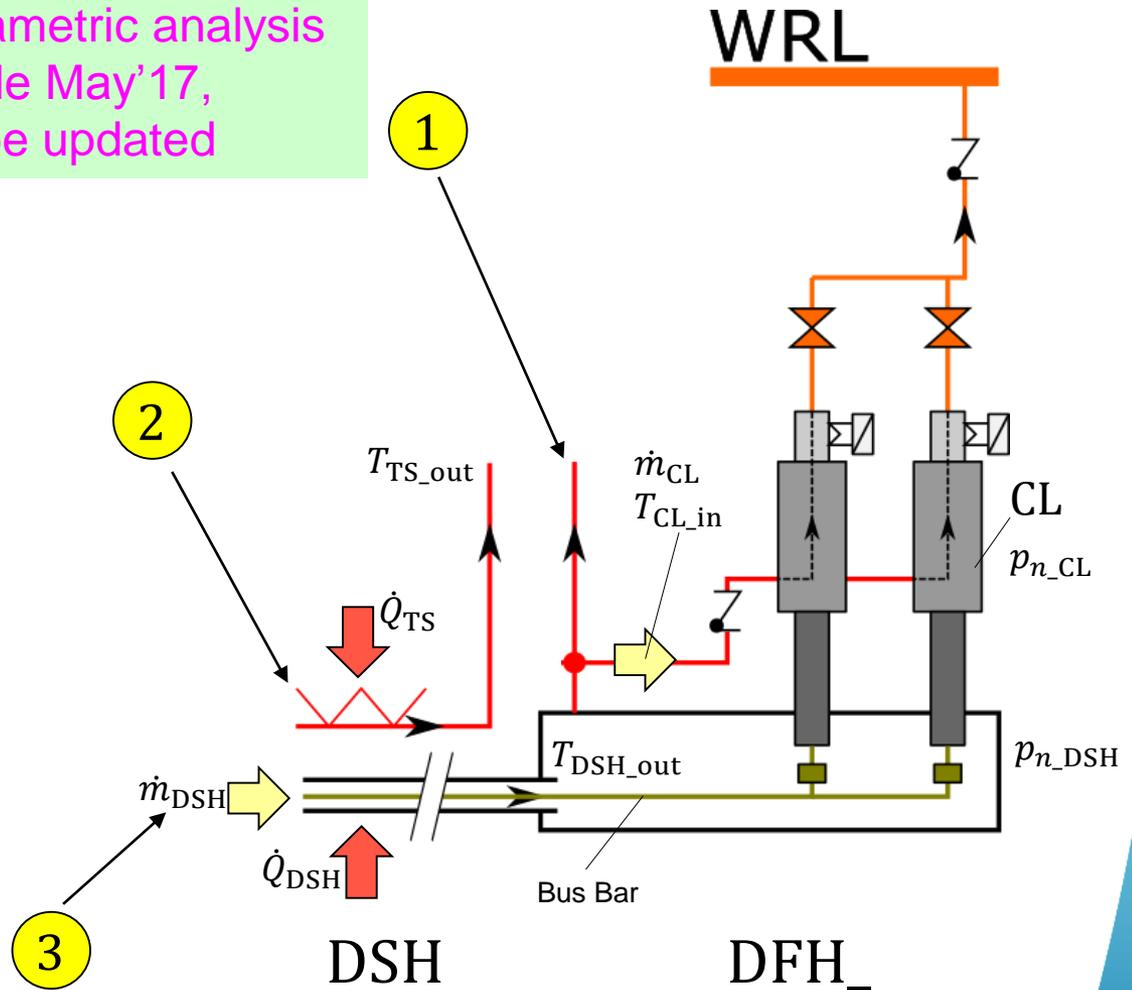 ametric analysis
le May’17,
be updated
WRL
1
2
T_TS_out
ṁ_CL
T_CL_in
CL
p_n_CL
Q̇_TS
T_DSH_out
p_n_DSH
ṁ_DSH
Q̇_DSH
Bus Bar
3
DSH
DFH_